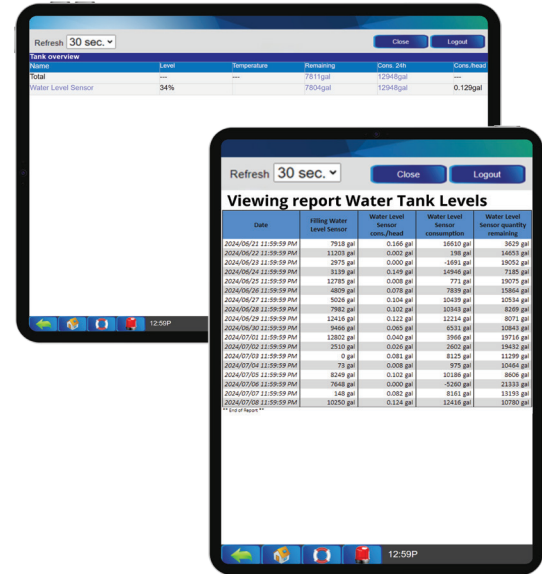 Refresh 30 sec.
Close
Logout
Tank overview
Name Level Temperature Remaining Cons. 24h Cons./head
Total --- --- 7811gal 12948gal ---
Water Level Sensor 34% 7804gal 12948gal 0.129gal
12:59P
Refresh 30 sec.
Close
Logout
Viewing report Water Tank Levels
Date Filling Water Level Sensor Water Level Sensor cons./head Water Level Sensor consumption Water Level Sensor quantity remaining
2024/06/21 11:59:59 PM 7918 gal 0.166 gal 16610 gal 3629 gal
2024/06/22 11:59:59 PM 11203 gal 0.002 gal 198 gal 14653 gal
2024/06/23 11:59:59 PM 2975 gal 0.000 gal -1691 gal 19052 gal
2024/06/24 11:59:59 PM 3139 gal 0.149 gal 14946 gal 7185 gal
2024/06/25 11:59:59 PM 12785 gal 0.008 gal 771 gal 19075 gal
2024/06/26 11:59:59 PM 4809 gal 0.078 gal 7839 gal 15864 gal
2024/06/27 11:59:59 PM 5026 gal 0.104 gal 10439 gal 10534 gal
2024/06/28 11:59:59 PM 7982 gal 0.102 gal 10343 gal 8269 gal
2024/06/29 11:59:59 PM 12416 gal 0.122 gal 12214 gal 8071 gal
2024/06/30 11:59:59 PM 9466 gal 0.065 gal 6531 gal 10843 gal
2024/07/01 11:59:59 PM 12802 gal 0.040 gal 3966 gal 19716 gal
2024/07/02 11:59:59 PM 2510 gal 0.026 gal 2602 gal 19432 gal
2024/07/03 11:59:59 PM 0 gal 0.081 gal 8125 gal 11299 gal
2024/07/04 11:59:59 PM 73 gal 0.008 gal 975 gal 10464 gal
2024/07/05 11:59:59 PM 8249 gal 0.102 gal 10186 gal 8606 gal
2024/07/06 11:59:59 PM 7648 gal 0.000 gal -5260 gal 21333 gal
2024/07/07 11:59:59 PM 148 gal 0.082 gal 8161 gal 13193 gal
2024/07/08 11:59:59 PM 10250 gal 0.124 gal 12416 gal 10780 gal
** End of Report **
12:59P